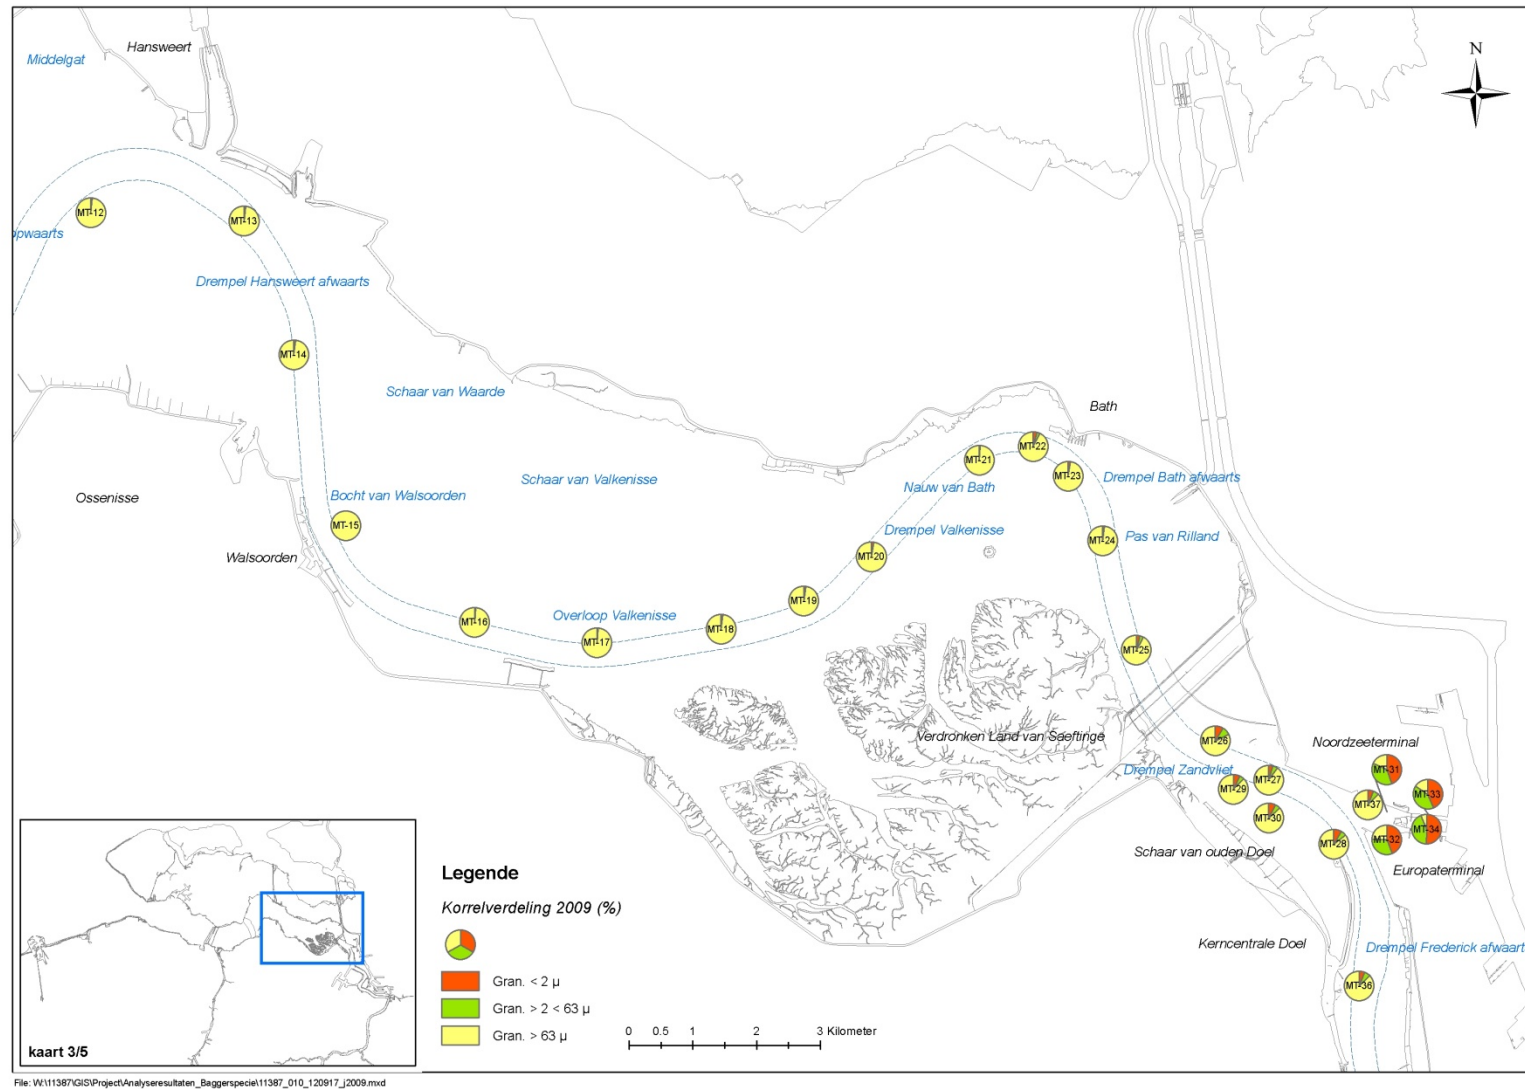 Hansweert
Middelgat
N
MT-12
MT-13
opwaarts
Drempel Hansweert afwaarts
MT-14
Schaar van Waarde
Bath
MT-22
MT-21
MT-23
Drempel Bath afwaarts
Schaar van Valkenisse
Nauw van Bath
Ossenisse
Bocht van Walsoorden
MT-15
Drempel Valkenisse
Pas van Rilland
MT-24
Walsoorden
MT-20
MT-19
Overloop Valkenisse
MT-16
MT-18
MT-17
MT-25
Verdronken Land van Saeftinge
MT-26
Noordzeeterminal
Drempel Zandvliet
MT-31
MT-27
MT-29
MT-33
MT-37
MT-30
MT-34
MT-28
MT-32
Schaar van ouden Doel
Europaterminal
Kerncentrale Doel
Drempel Frederick afwaart
MT-36
Legende
Korrelverdeling 2009 (%)
Gran. < 2 µ
Gran. > 2 < 63 µ
Gran. > 63 µ
0 0.5 1 2 3 Kilometer
kaart 3/5
File: W:\11387\GIS\Project\Analyseresultaten_Baggerspecie\11387_010_120917_j2009.mxd